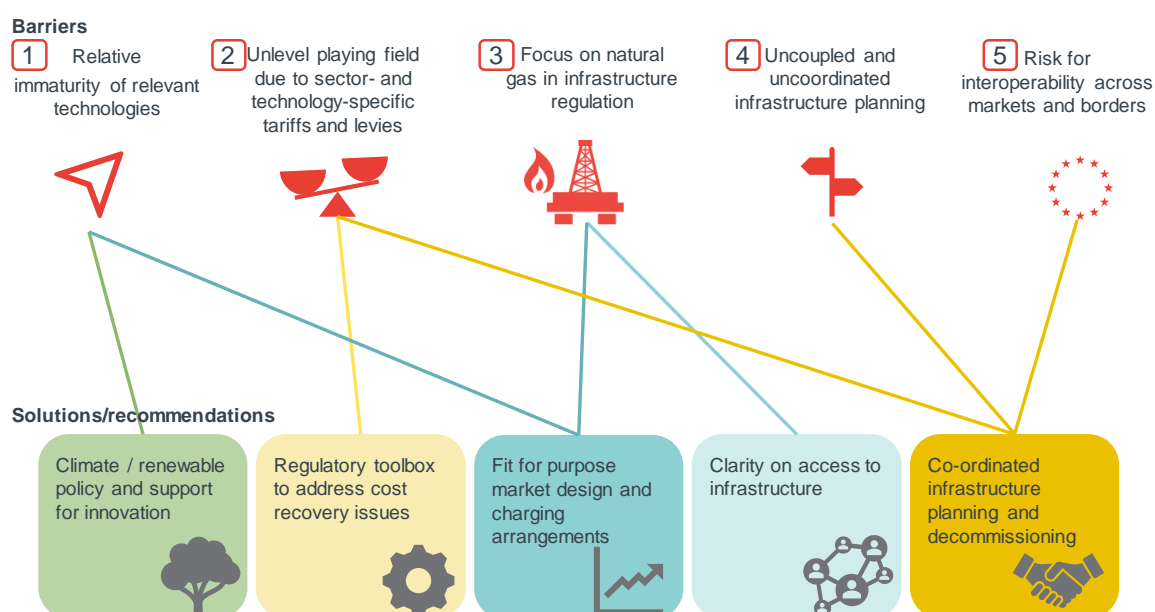 Barriers
1 Relative
immaturity of relevant
technologies
2 Unlevel playing field
due to sector- and
technology-specific
tariffs and levies
3 Focus on natural
gas in infrastructure
regulation
4 Uncoupled and
uncoordinated
infrastructure planning
5 Risk for
interoperability across
markets and borders
Solutions/recommendations
Climate / renewable
policy and support
for innovation
Regulatory toolbox
to address cost
recovery issues
Fit for purpose
market design and
charging
arrangements
Clarity on access to
infrastructure
Co-ordinated
infrastructure
planning and
decommissioning